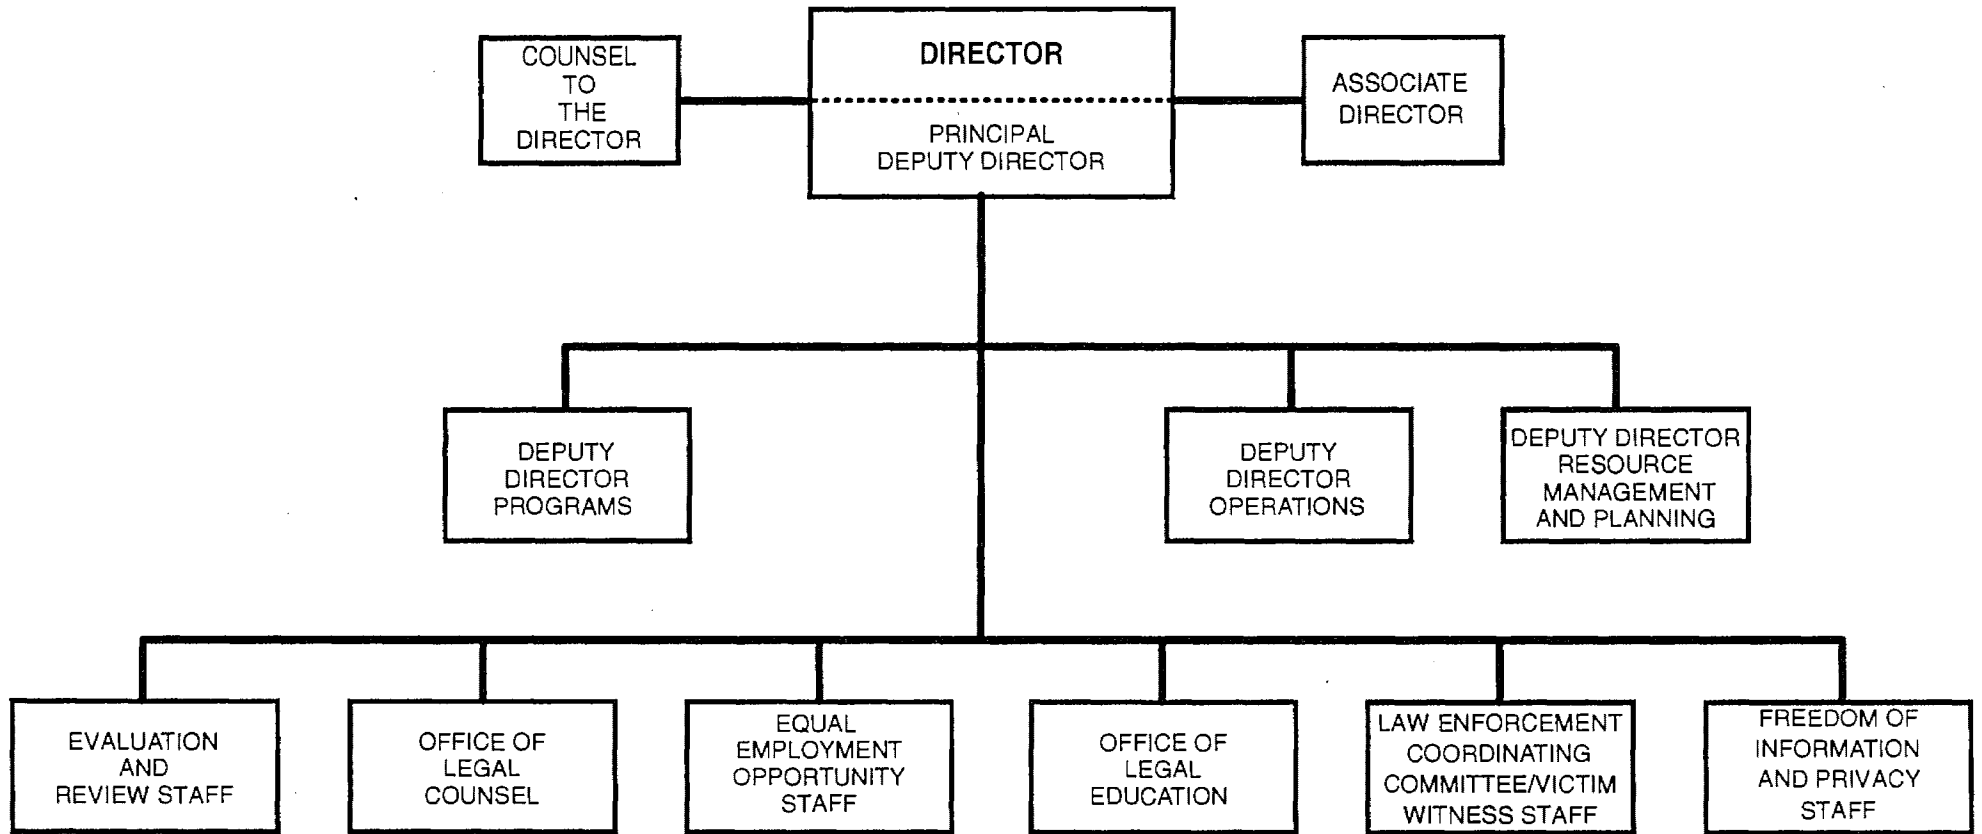 COUNSEL
TO
THE
DIRECTOR
DIRECTOR
PRINCIPAL
DEPUTY DIRECTOR
ASSOCIATE
DIRECTOR
DEPUTY
DIRECTOR
PROGRAMS
DEPUTY
DIRECTOR
OPERATIONS
DEPUTY DIRECTOR
RESOURCE
MANAGEMENT
AND PLANNING
EVALUATION
AND
REVIEW STAFF
OFFICE OF
LEGAL
COUNSEL
EQUAL
EMPLOYMENT
OPPORTUNITY
STAFF
OFFICE OF
LEGAL
EDUCATION
LAW ENFORCEMENT
COORDINATING
COMMITTEE/VICTIM
WITNESS STAFF
FREEDOM OF
INFORMATION
AND PRIVACY
STAFF